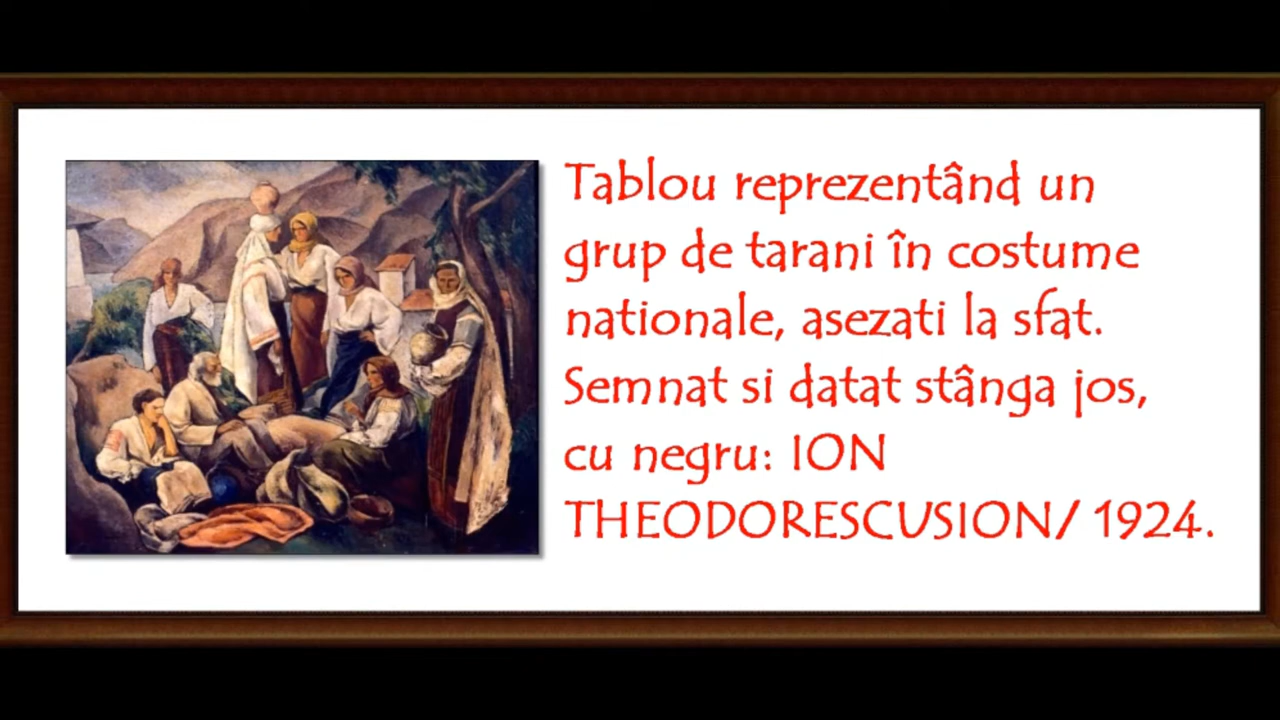 Tablou reprezentând un
grup de tarani în costume
nationale, asezati la sfat.
Semnat si datat stânga jos,
cu negru: ION
THEODORESCUSION/ 1924.